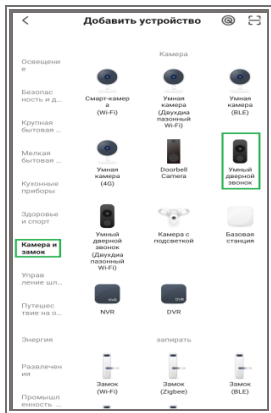 Добавить устройство
Освещени
е
Безопас
ность и д...
Крупная
бытовая ...
Мелкая
бытовая ...
Кухонные
приборы
Здоровье
и спорт
Камера и
замок
Управ
ление шл...
Путешес
твие на о...
Энергия
Развлечен
ия
Промышл
енность ...
Камера
Смарт-камер
а
(Wi-Fi)
Умная
камера
(Двухдиа
пазонный
Wi-Fi)
Умная
камера
(BLE)
Умная
камера
(4G)
Doorbell
Camera
Умный
дверной
звонок
Умный
дверной
звонок
(Двухдиа
пазонный
Wi-Fi)
Камера с
подсветкой
Базовая
станция
NVR
NVR
DVR
DVR
запирать
Замок
(Wi-Fi)
Замок
(Zigbee)
Замок
(BLE)